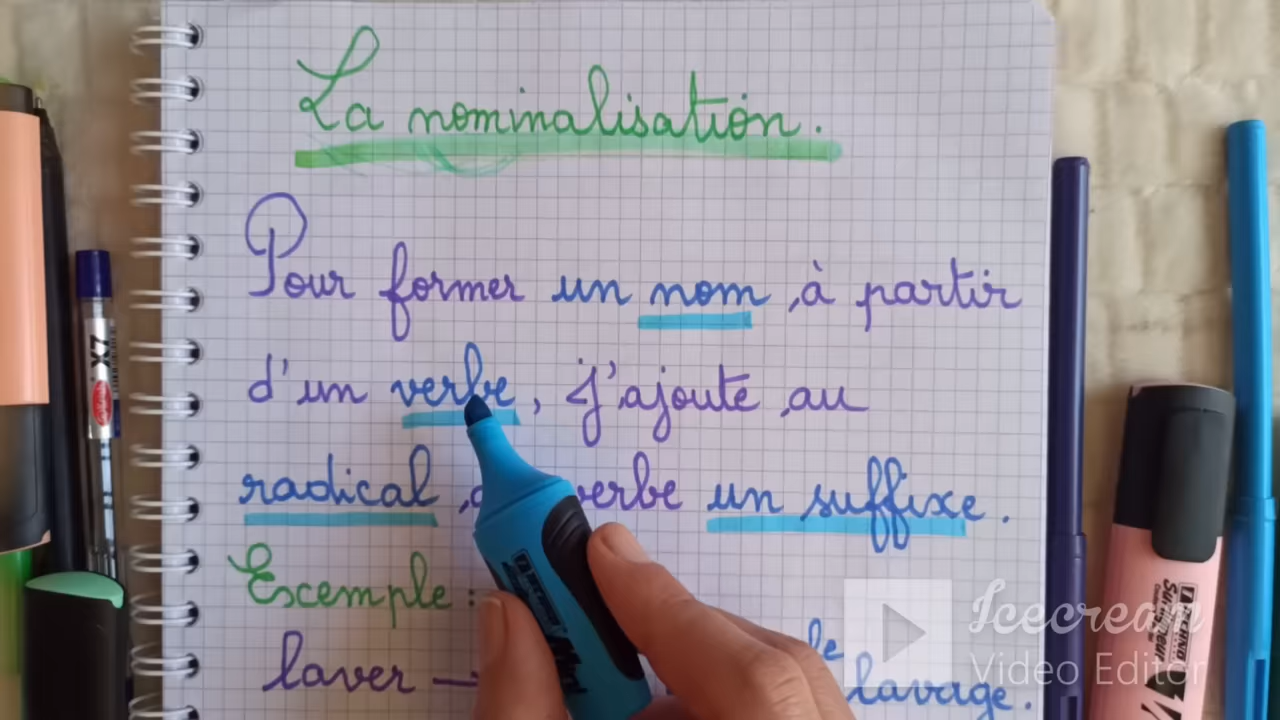 La nominalisation.
Pour former un nom à partir
d'un verbe, j'ajoute au
radical verbe un suffixe.
Exemple :
laver → le lavage.
Icecream
Video Editor